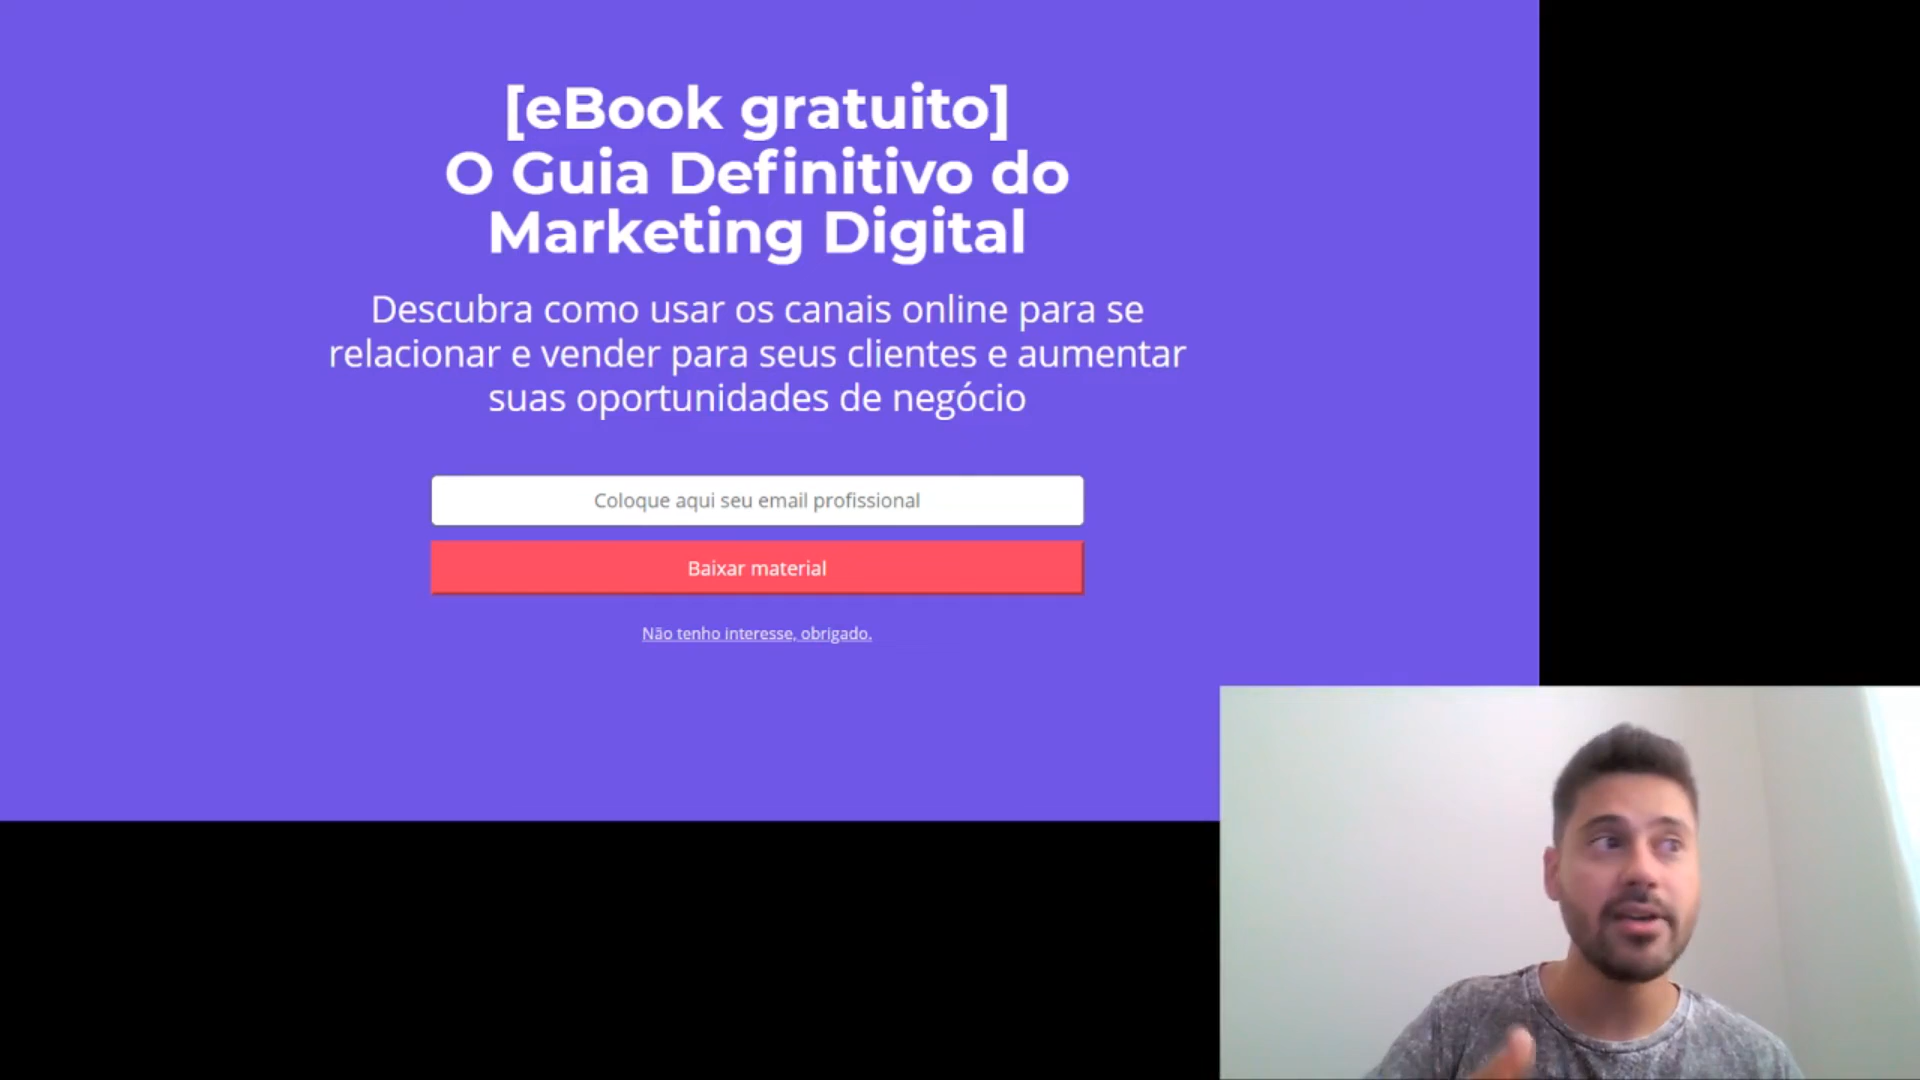 [eBook gratuito]
O Guia Definitivo do
Marketing Digital
Descubra como usar os canais online para se
relacionar e vender para seus clientes e aumentar
suas oportunidades de negócio
Coloque aqui seu email profissional
Baixar material
Não tenho interesse, obrigado.